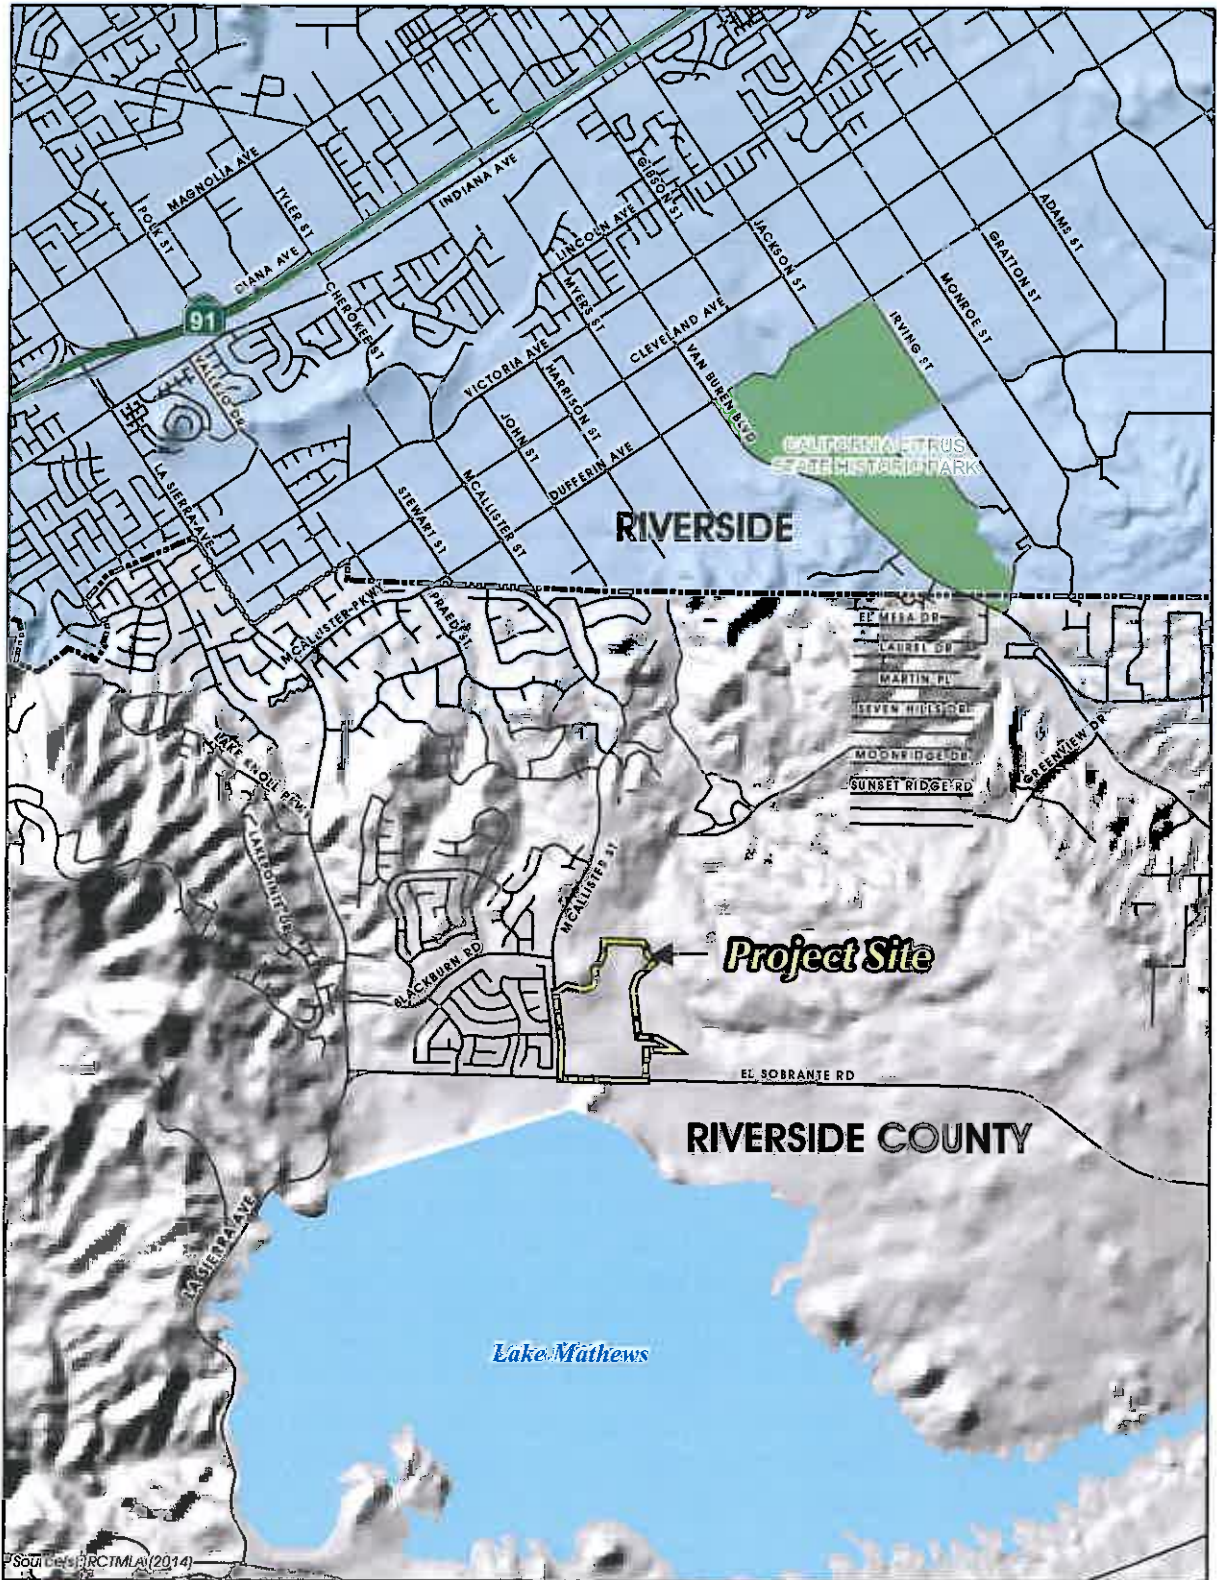 MAGNOLIA AVE
POLK ST
TYLER ST
DIANA AVE
INDIANA AVE
91
CHEROKEE ST
VALLEJO DR
GIBSON ST
LINCOLN AVE
MYERS ST
JACKSON ST
ADAMS ST
GRATTON ST
MONROE ST
IRVING ST
CLEVELAND AVE
VICTORIA AVE
HARRISON ST
VAN BUREN BLVD
JOHN ST
DUFFERIN AVE
LA SIERRA AVE
MCALLISTER ST
STEWART ST
CALIFORNIA CITRUS
STATE HISTORIC PARK
RIVERSIDE
MCALLISTER PKWY
PRAED ST
EL MESA DR
LAUREL DR
MARTIN PL
SEVEN HILLS DR
MOONRIDGE DR
SUNSET RIDGE RD
GREENVIEW DR
LAKE KNOLL PKWY
LAKEPOINTE DR
MCALLISTER ST
BLACKBURN RD
Project Site
EL SOBRANTE RD
RIVERSIDE COUNTY
LA SIERRA AVE
Lake Mathews
Source(s): RCTMLA (2014)